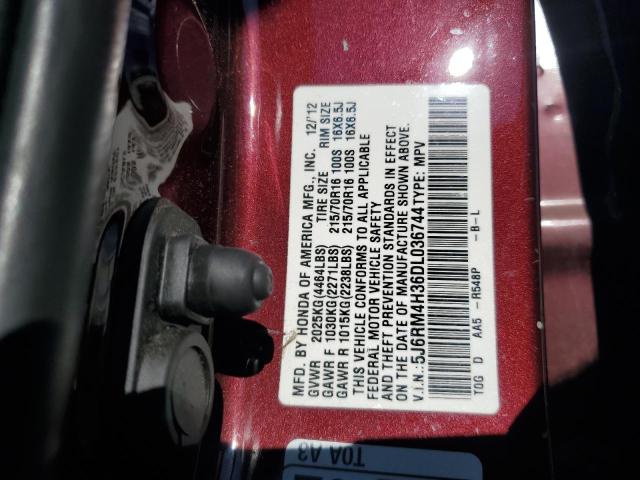 MFD. BY HONDA OF AMERICA MFG., INC. 12/'12
GVWR 2025KG(4464LBS) TIRE SIZE RIM SIZE
GAWR F 1030KG(2271LBS) 215/70R16 100S 16X6.5J
GAWR R 1015KG(2238LBS) 215/70R16 100S 16X6.5J
THIS VEHICLE CONFORMS TO ALL APPLICABLE
FEDERAL MOTOR VEHICLE SAFETY
AND THEFT PREVENTION STANDARDS IN EFFECT
ON THE DATE OF MANUFACTURE SHOWN ABOVE.
V.I.N.: 5J6RM4H36DL036744 TYPE: MPV
T0G D AA5 -R548P -B-L
T0A A3